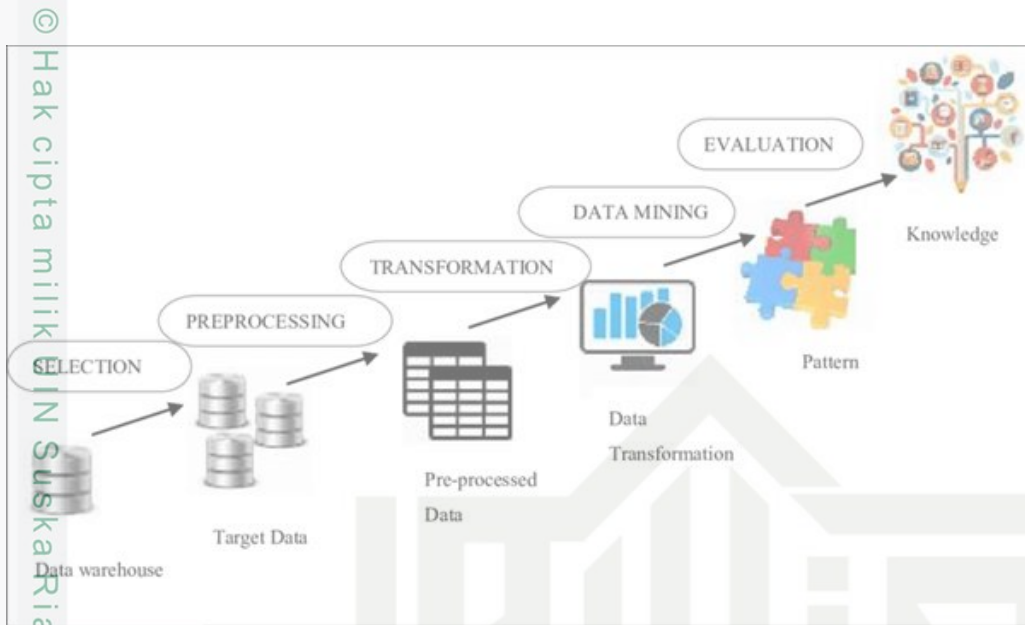 © Hak cipta milik UIN Suska Ria
EVALUATION
Knowledge
DATA MINING
Pattern
TRANSFORMATION
Data
Transformation
PREPROCESSING
Pre-processed
Data
SELECTION
Target Data
Data warehouse